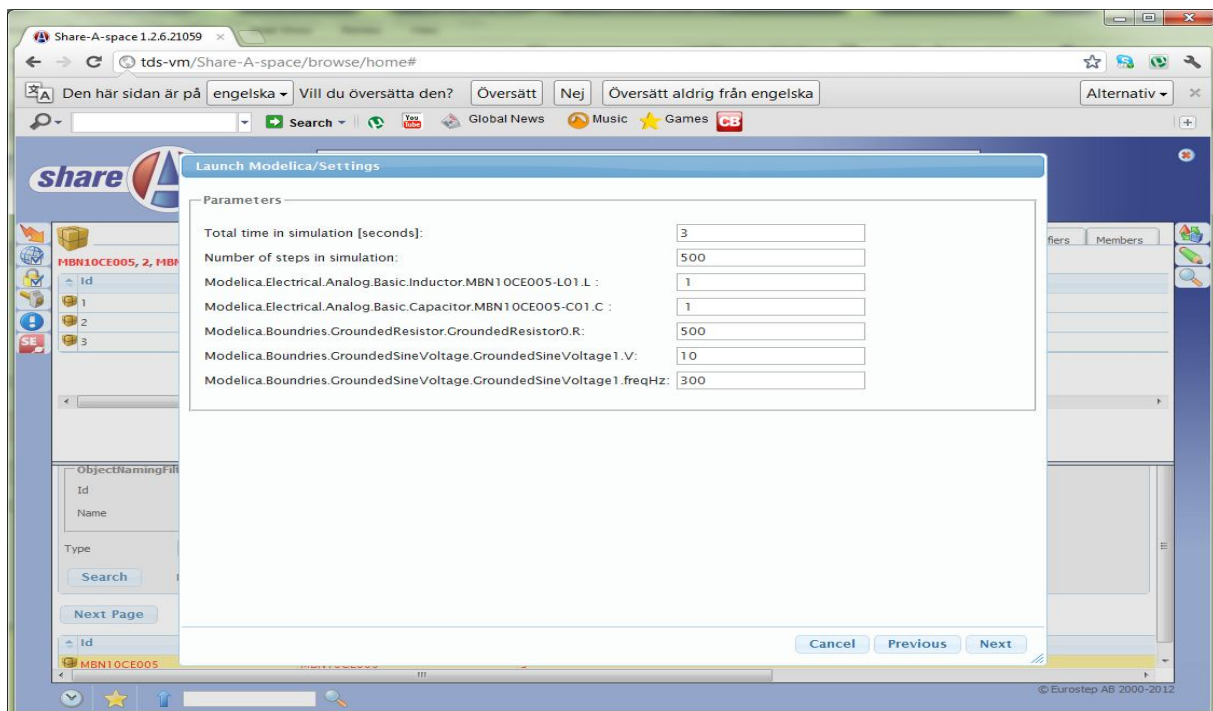 Share-A-space 1.2.6.21059
tds-vm/Share-A-space/browse/home#
Den här sidan är på engelska Vill du översätta den? Översätt Nej Översätt aldrig från engelska Alternativ
Search You Tube Global News Music Games CB
share A
Launch Modelica/Settings
Parameters
Total time in simulation [seconds]: 3
Number of steps in simulation: 500
Modelica.Electrical.Analog.Basic.Inductor.MBN10CE005-L01.L : 1
Modelica.Electrical.Analog.Basic.Capacitor.MBN10CE005-C01.C : 1
Modelica.Boundries.GroundedResistor.GroundedResistor0.R: 500
Modelica.Boundries.GroundedSineVoltage.GroundedSineVoltage1.V: 10
Modelica.Boundries.GroundedSineVoltage.GroundedSineVoltage1.freqHz: 300
Cancel Previous Next
fiers Members
MBN10CE005, 2, MBN
Id
1
2
3
SE
ObjectNamingFilt
Id
Name
Type
Search
Next Page
Id
MBN10CE005
© Eurostep AB 2000-2012